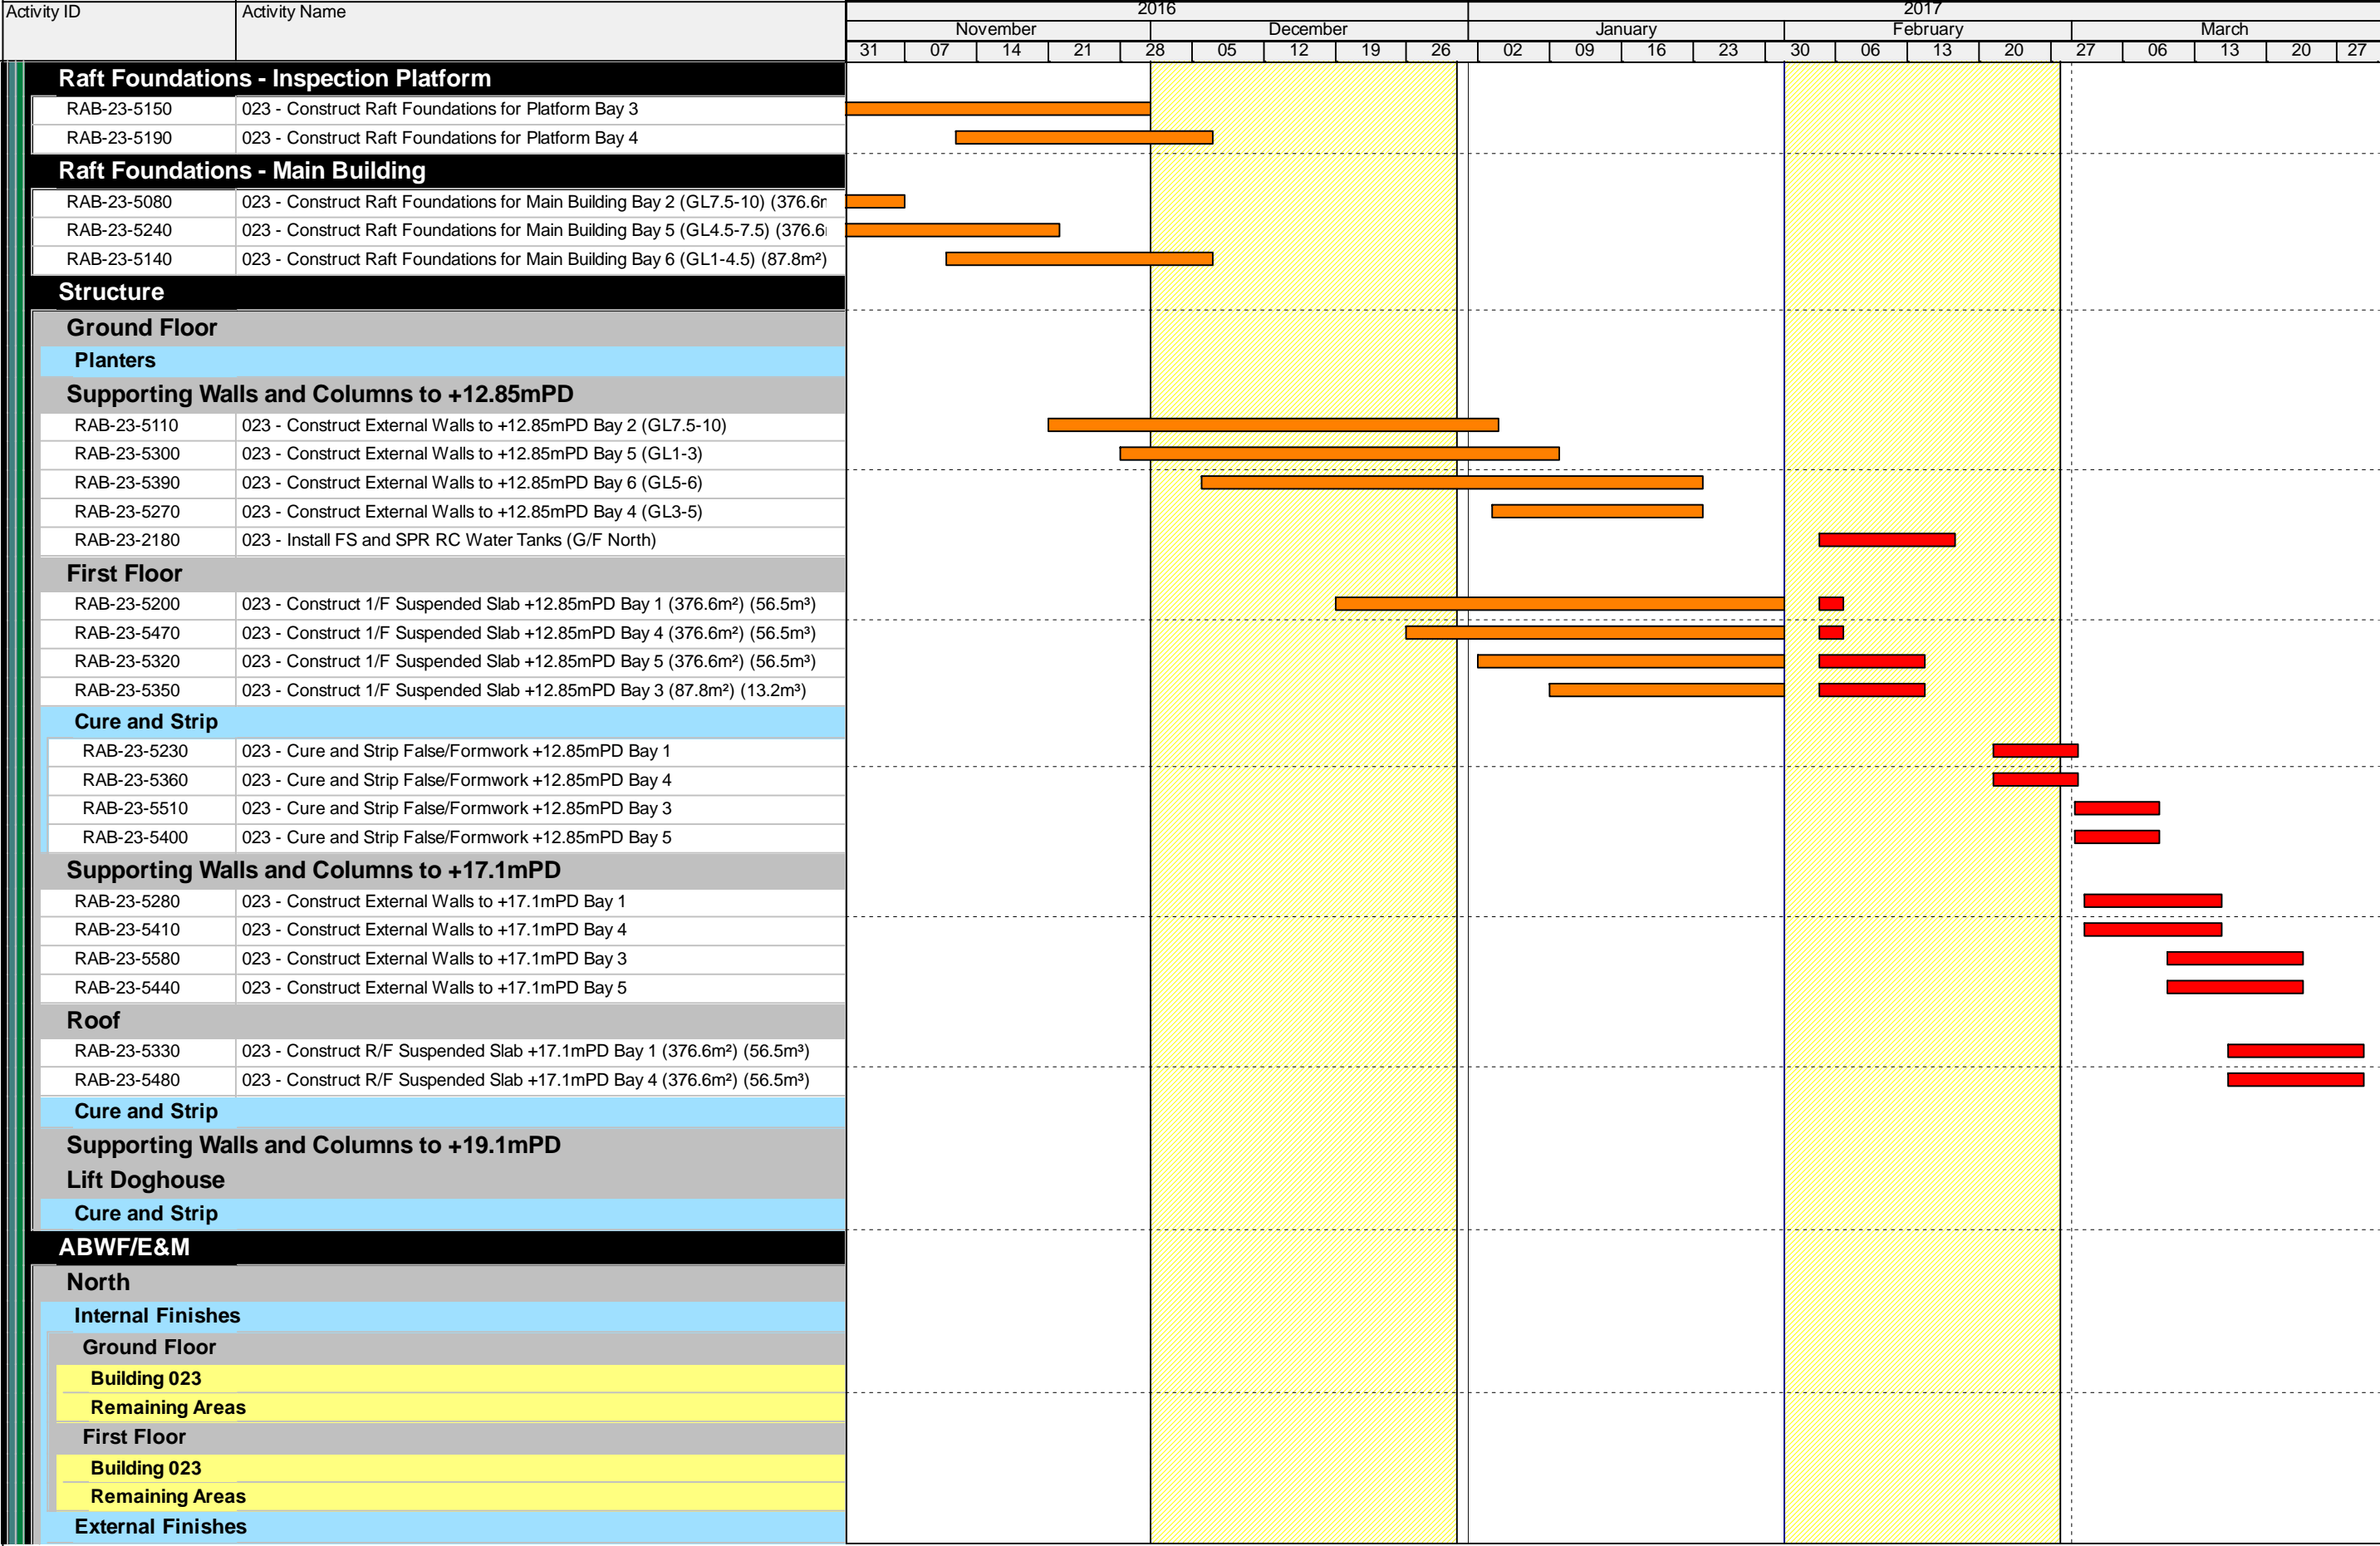 Activity ID Activity Name 2016 2017
November December January February March
31 07 14 21 28 05 12 19 26 02 09 16 23 30 06 13 20 27 06 13 20 27
Raft Foundations - Inspection Platform
RAB-23-5150 023 - Construct Raft Foundations for Platform Bay 3
RAB-23-5190 023 - Construct Raft Foundations for Platform Bay 4
Raft Foundations - Main Building
RAB-23-5080 023 - Construct Raft Foundations for Main Building Bay 2 (GL7.5-10) (376.6
RAB-23-5240 023 - Construct Raft Foundations for Main Building Bay 5 (GL4.5-7.5) (376.6
RAB-23-5140 023 - Construct Raft Foundations for Main Building Bay 6 (GL1-4.5) (87.8m²)
Structure
Ground Floor
Planters
Supporting Walls and Columns to +12.85mPD
RAB-23-5110 023 - Construct External Walls to +12.85mPD Bay 2 (GL7.5-10)
RAB-23-5300 023 - Construct External Walls to +12.85mPD Bay 5 (GL1-3)
RAB-23-5390 023 - Construct External Walls to +12.85mPD Bay 6 (GL5-6)
RAB-23-5270 023 - Construct External Walls to +12.85mPD Bay 4 (GL3-5)
RAB-23-2180 023 - Install FS and SPR RC Water Tanks (G/F North)
First Floor
RAB-23-5200 023 - Construct 1/F Suspended Slab +12.85mPD Bay 1 (376.6m²) (56.5m³)
RAB-23-5470 023 - Construct 1/F Suspended Slab +12.85mPD Bay 4 (376.6m²) (56.5m³)
RAB-23-5320 023 - Construct 1/F Suspended Slab +12.85mPD Bay 5 (376.6m²) (56.5m³)
RAB-23-5350 023 - Construct 1/F Suspended Slab +12.85mPD Bay 3 (87.8m²) (13.2m³)
Cure and Strip
RAB-23-5230 023 - Cure and Strip False/Formwork +12.85mPD Bay 1
RAB-23-5360 023 - Cure and Strip False/Formwork +12.85mPD Bay 4
RAB-23-5510 023 - Cure and Strip False/Formwork +12.85mPD Bay 3
RAB-23-5400 023 - Cure and Strip False/Formwork +12.85mPD Bay 5
Supporting Walls and Columns to +17.1mPD
RAB-23-5280 023 - Construct External Walls to +17.1mPD Bay 1
RAB-23-5410 023 - Construct External Walls to +17.1mPD Bay 4
RAB-23-5580 023 - Construct External Walls to +17.1mPD Bay 3
RAB-23-5440 023 - Construct External Walls to +17.1mPD Bay 5
Roof
RAB-23-5330 023 - Construct R/F Suspended Slab +17.1mPD Bay 1 (376.6m²) (56.5m³)
RAB-23-5480 023 - Construct R/F Suspended Slab +17.1mPD Bay 4 (376.6m²) (56.5m³)
Cure and Strip
Supporting Walls and Columns to +19.1mPD
Lift Doghouse
Cure and Strip
ABWF/E&M
North
Internal Finishes
Ground Floor
Building 023
Remaining Areas
First Floor
Building 023
Remaining Areas
External Finishes